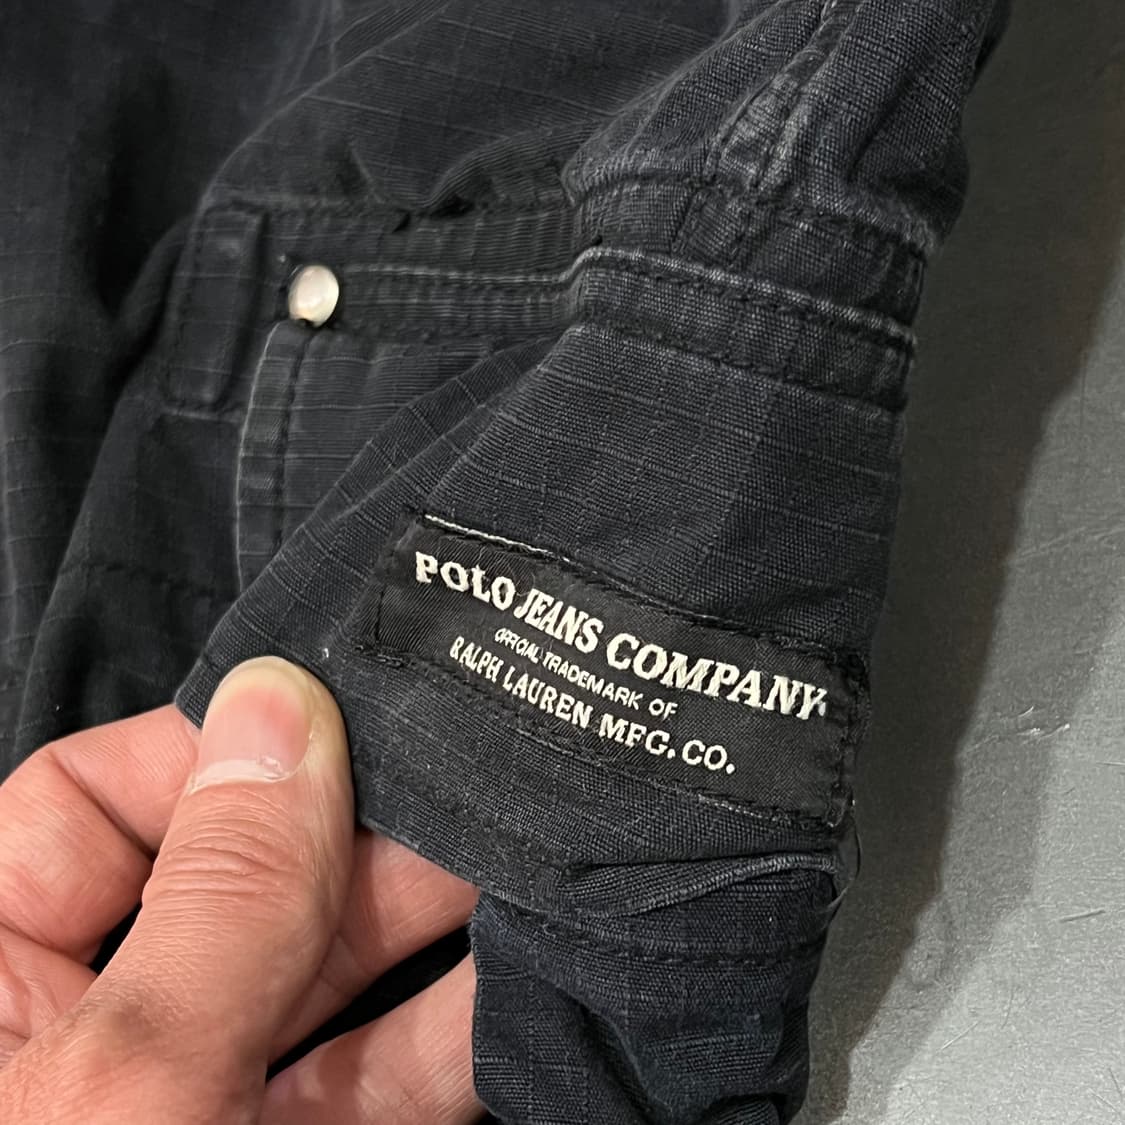 POLO JEANS COMPANY
OFFICIAL TRADEMARK OF
RALPH LAUREN MFG. CO.